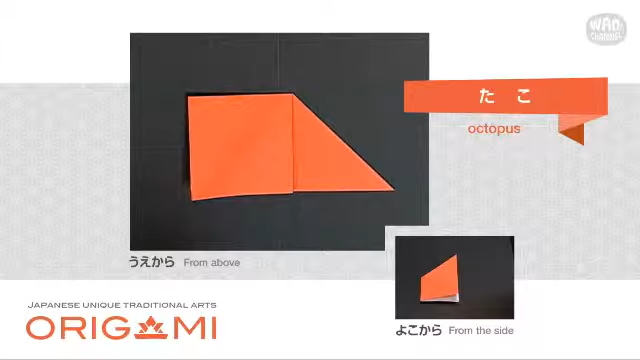 WAO!
CHANNEL
たこ
octopus
うえから From above
よこから From the side
JAPANESE UNIQUE TRADITIONAL ARTS
ORIGAMI